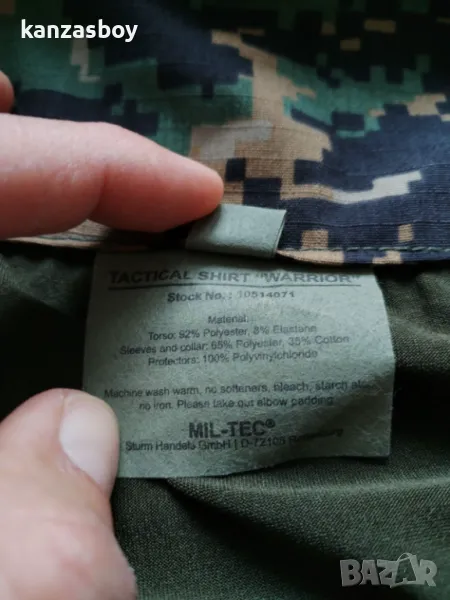 kanzasboy
TACTICAL SHIRT "WARRIOR"
Stock No.: 10514071
Material:
Torso: 92% Polyester, 8% Elastane
Sleeves and collar: 65% Polyester, 35% Cotton
Protectors: 100% Polyvinylchloride
Machine wash warm, no softeners, bleach, starch etc.
no iron. Please take out elbow padding.
MIL-TEC®
Sturm Handels GmbH | D-72108
BAZAR